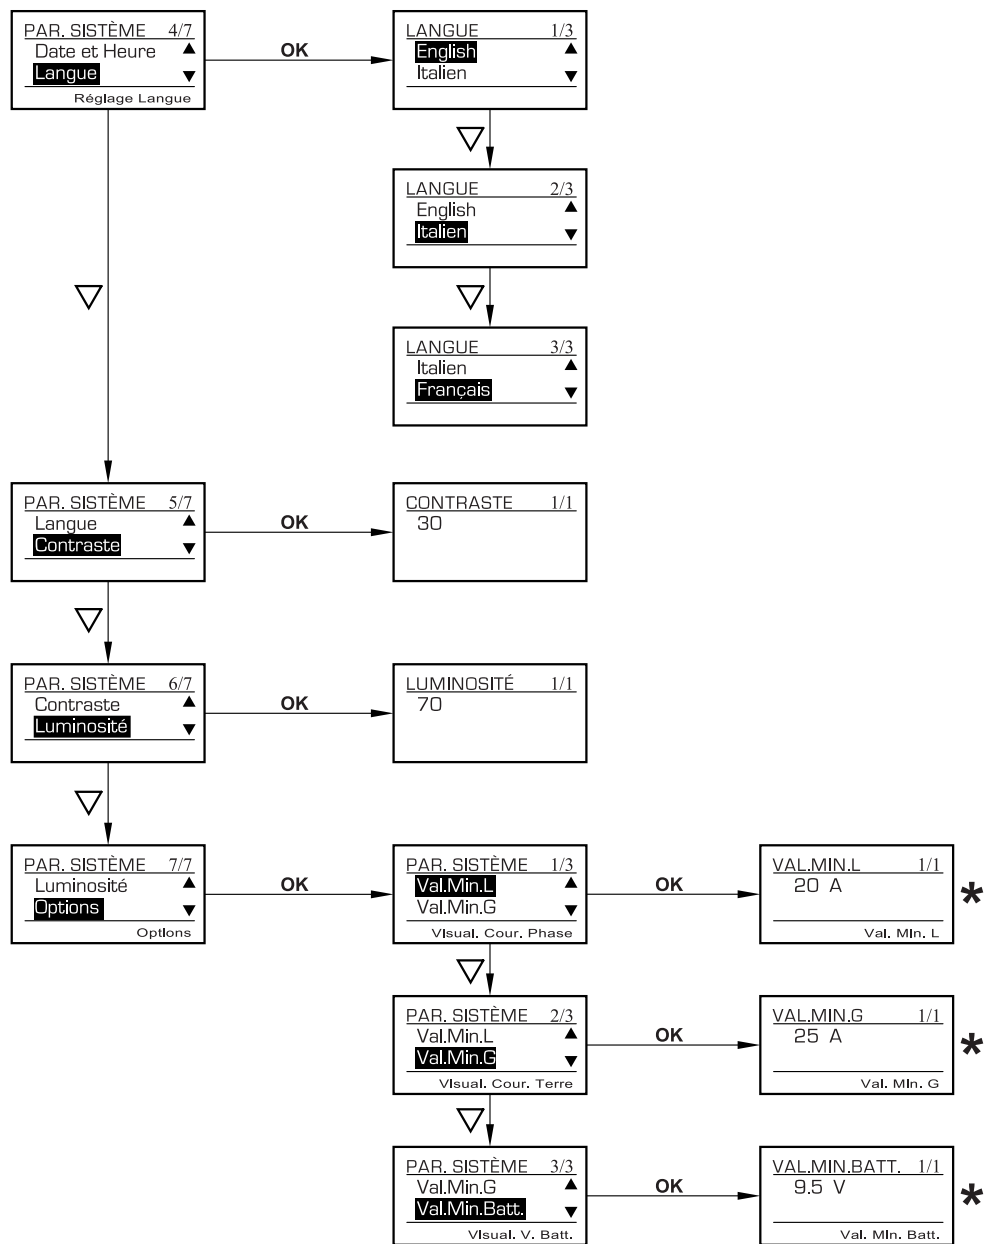 PAR. SISTÈME 4/7
Date et Heure ▲
Langue ▼
Réglage Langue
OK
LANGUE 1/3
English ▲
Italien ▼
LANGUE 2/3
English ▲
Italien ▼
LANGUE 3/3
Italien ▲
Français ▼
PAR. SISTÈME 5/7
Langue ▲
Contraste ▼
OK
CONTRASTE 1/1
30
PAR. SISTÈME 6/7
Contraste ▲
Luminosité ▼
OK
LUMINOSITÉ 1/1
70
PAR. SISTÈME 7/7
Luminosité ▲
Options ▼
Options
OK
PAR. SISTÈME 1/3
Val.Min.L ▲
Val.Min.G ▼
Visual. Cour. Phase
OK
VAL.MIN.L 1/1
20 A
Val. Min. L
*
PAR. SISTÈME 2/3
Val.Min.L ▲
Val.Min.G ▼
Visual. Cour. Terre
OK
VAL.MIN.G 1/1
25 A
Val. Min. G
*
PAR. SISTÈME 3/3
Val.Min.G ▲
Val.Min.Batt. ▼
Visual. V. Batt.
OK
VAL.MIN.BATT. 1/1
9.5 V
Val. Min. Batt.
*